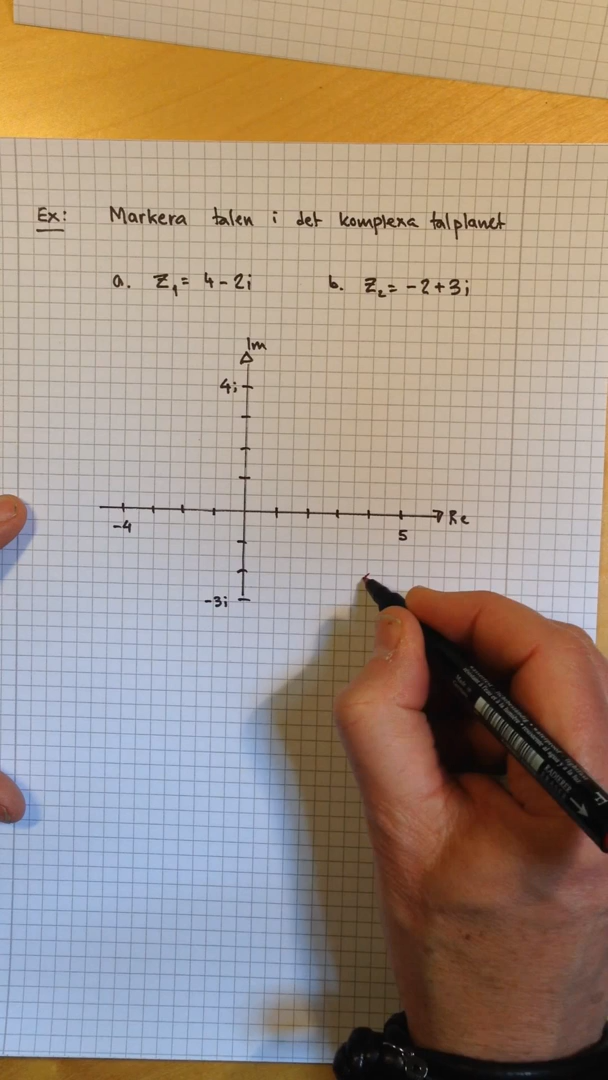 Ex: Markera talen i det komplexa talplanet
a. z₁= 4-2i b. z₂= -2+3i
Im
4i
Re
-4 5
-3i